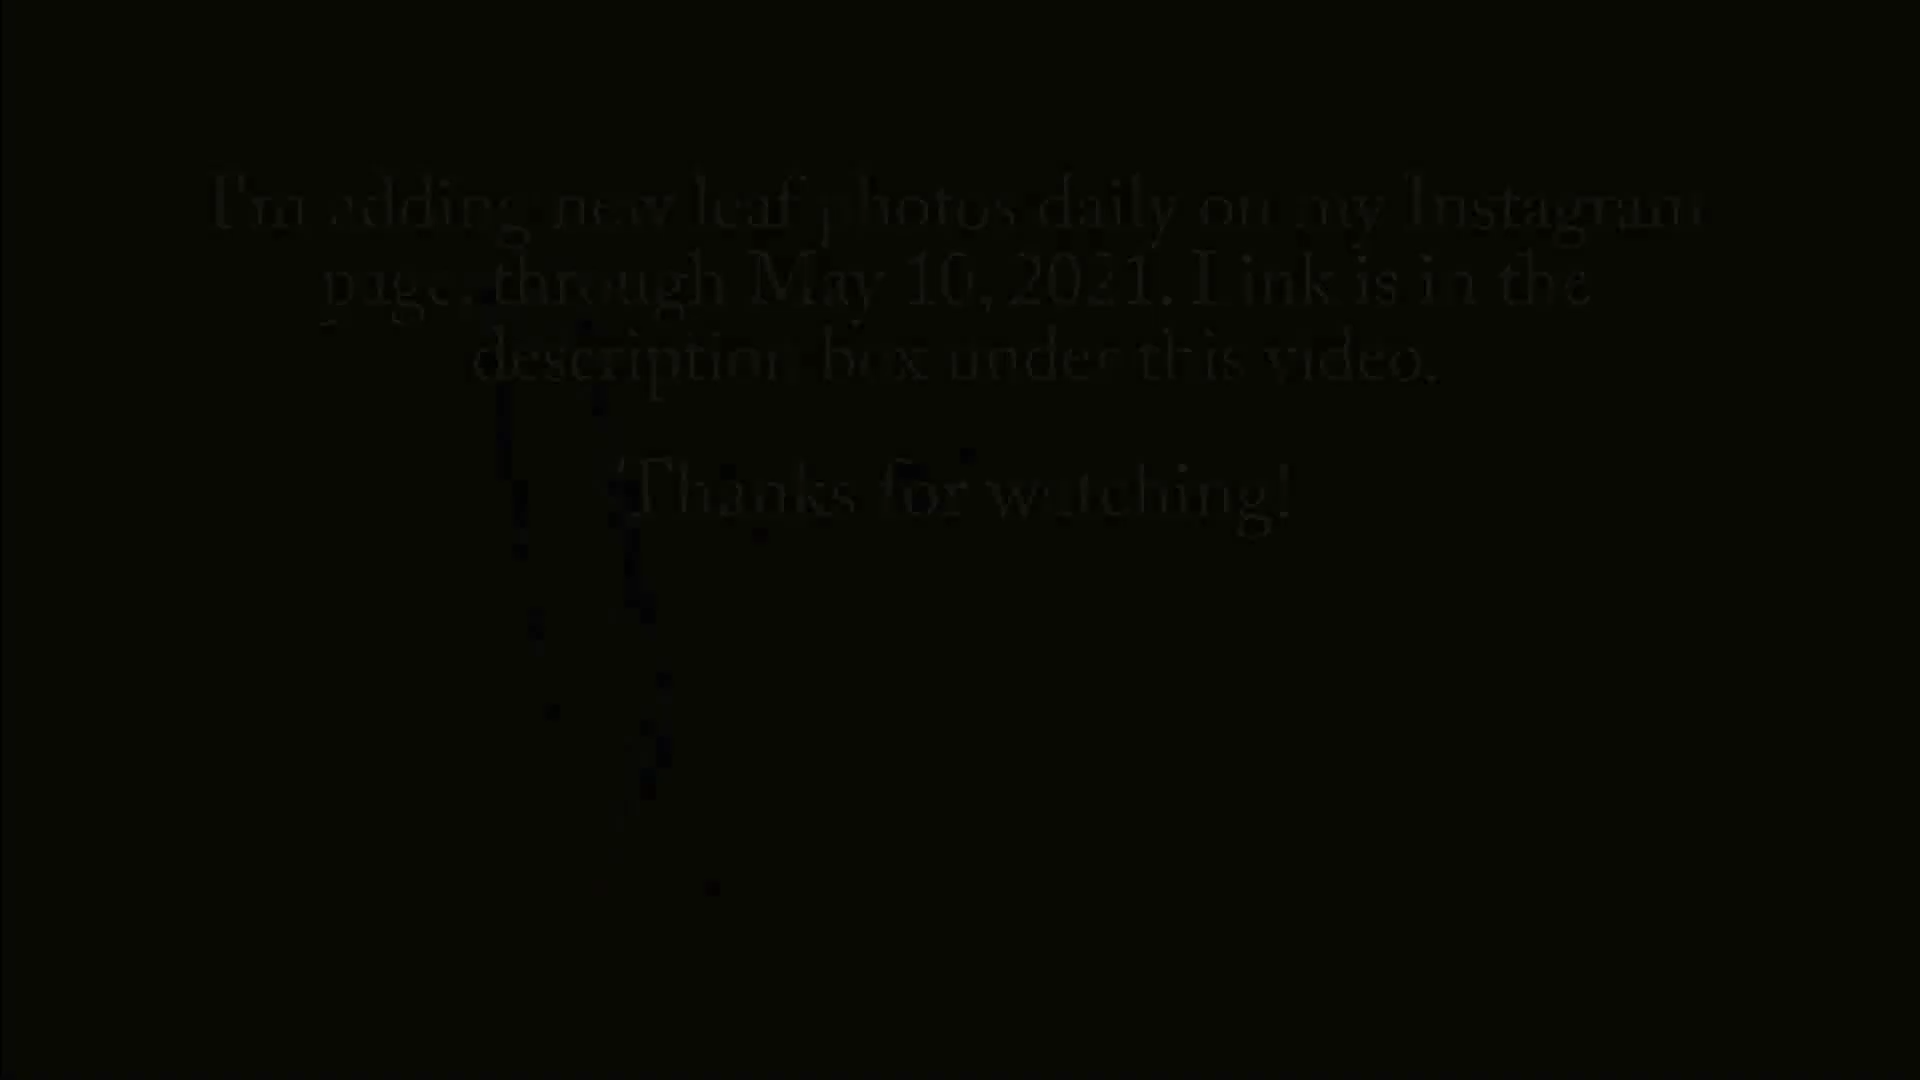 I'm adding new leaf photos daily on my Instagram
page, through May 10, 2021. Link is in the
description box under this video.
Thanks for watching!